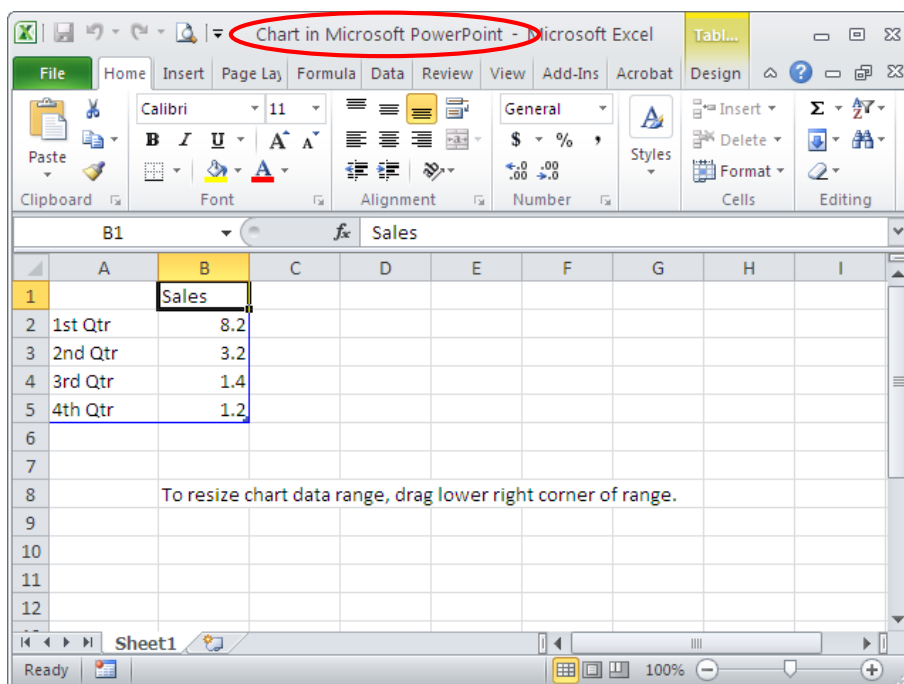 Chart in Microsoft PowerPoint - Microsoft Excel Tabl...
File Home Insert Page Lay Formula Data Review View Add-Ins Acrobat Design
Calibri 11 General Insert Σ
Paste B I U A A $ % , Styles Delete
A .0 .00 .00 .0 Format
Clipboard Font Alignment Number Cells Editing
B1 fx Sales
A B C D E F G H I
1 Sales
2 1st Qtr 8.2
3 2nd Qtr 3.2
4 3rd Qtr 1.4
5 4th Qtr 1.2
6
7
8 To resize chart data range, drag lower right corner of range.
9
10
11
12
Sheet1
Ready 100%